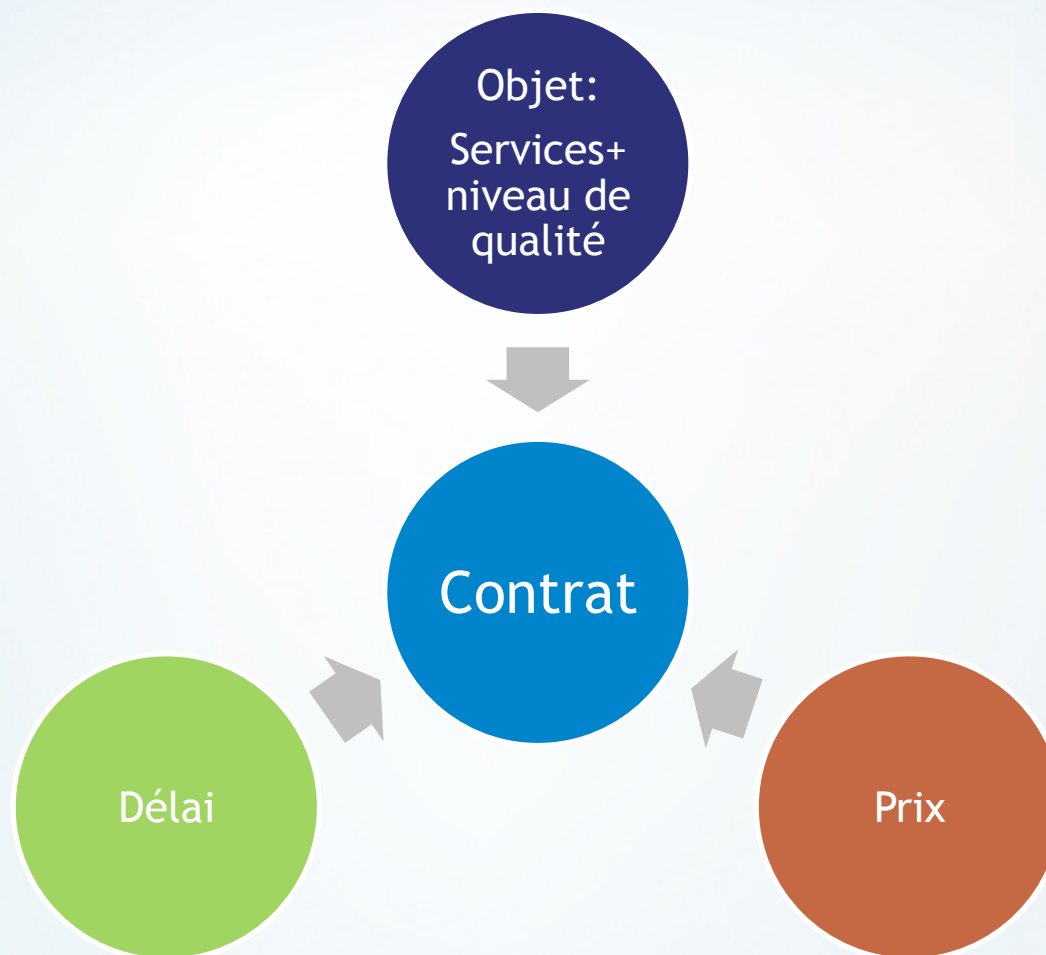 Objet:
Services+
niveau de
qualité
Contrat
Délai
Prix